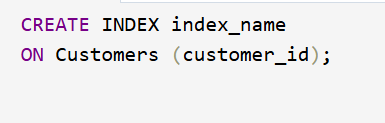 CREATE INDEX index_name
ON Customers (customer_id);